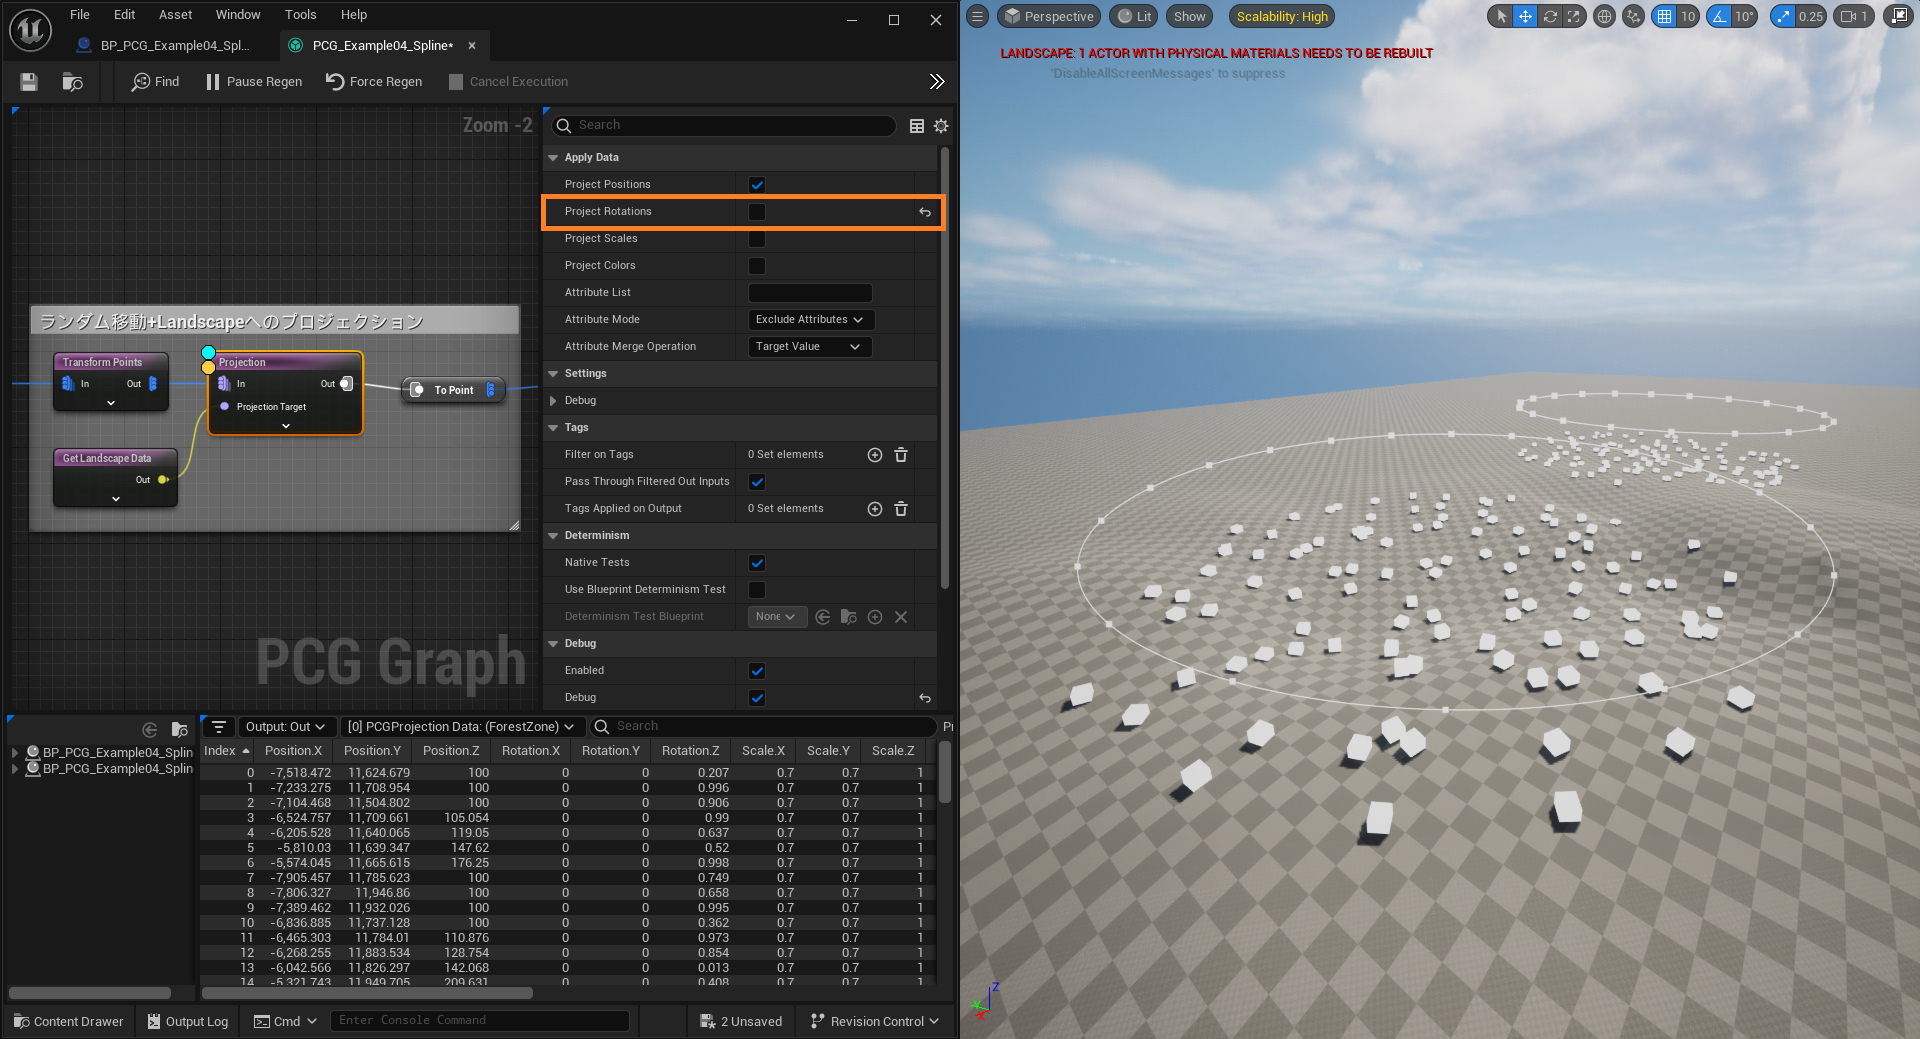 File Edit Asset Window Tools Help
BP_PCG_Example04_Spl...
PCG_Example04_Spline*
Find Pause Regen Force Regen Cancel Execution
Zoom -2
ランダム移動+Landscapeへのプロジェクション
Transform Points
In Out
Projection
In Out
Projection Target
To Point
Get Landscape Data
Out
PCG Graph
Search
Apply Data
Project Positions
Project Rotations
Project Scales
Project Colors
Attribute List
Attribute Mode Exclude Attributes
Attribute Merge Operation Target Value
Settings
Debug
Tags
Filter on Tags 0 Set elements
Pass Through Filtered Out Inputs
Tags Applied on Output 0 Set elements
Determinism
Native Tests
Use Blueprint Determinism Test
Determinism Test Blueprint None
Debug
Enabled
Debug
BP_PCG_Example04_Spline
BP_PCG_Example04_Spline
Output: Out [0] PCGProjection Data: (ForestZone) Search
Index Position.X Position.Y Position.Z Rotation.X Rotation.Y Rotation.Z Scale.X Scale.Y Scale.Z
0 -7,518.472 11,624.679 100 0 0 0.207 0.7 0.7 1
1 -7,233.275 11,708.954 100 0 0 0.996 0.7 0.7 1
2 -7,104.468 11,504.802 100 0 0 0.906 0.7 0.7 1
3 -6,524.757 11,709.661 105.054 0 0 0.99 0.7 0.7 1
4 -6,205.528 11,640.065 119.05 0 0 0.637 0.7 0.7 1
5 -5,810.03 11,639.347 147.62 0 0 0.52 0.7 0.7 1
6 -5,574.045 11,665.615 176.25 0 0 0.998 0.7 0.7 1
7 -7,905.457 11,785.623 100 0 0 0.749 0.7 0.7 1
8 -7,806.327 11,946.86 100 0 0 0.658 0.7 0.7 1
9 -7,389.462 11,932.026 100 0 0 0.995 0.7 0.7 1
10 -6,836.885 11,737.128 100 0 0 0.362 0.7 0.7 1
11 -6,465.303 11,784.01 110.876 0 0 0.973 0.7 0.7 1
12 -6,268.255 11,883.534 128.754 0 0 0.854 0.7 0.7 1
13 -6,042.566 11,826.297 142.068 0 0 0.013 0.7 0.7 1
14 -5,321.743 11,949.705 209.631 0 0 0.408 0.7 0.7 1
Content Drawer Output Log Cmd Enter Console Command 2 Unsaved Revision Control
Perspective Lit Show Scalability: High 10 10° 0.25 1
LANDSCAPE: 1 ACTOR WITH PHYSICAL MATERIALS NEEDS TO BE REBUILT
'DisableAllScreenMessages' to suppress
Z
Y
X